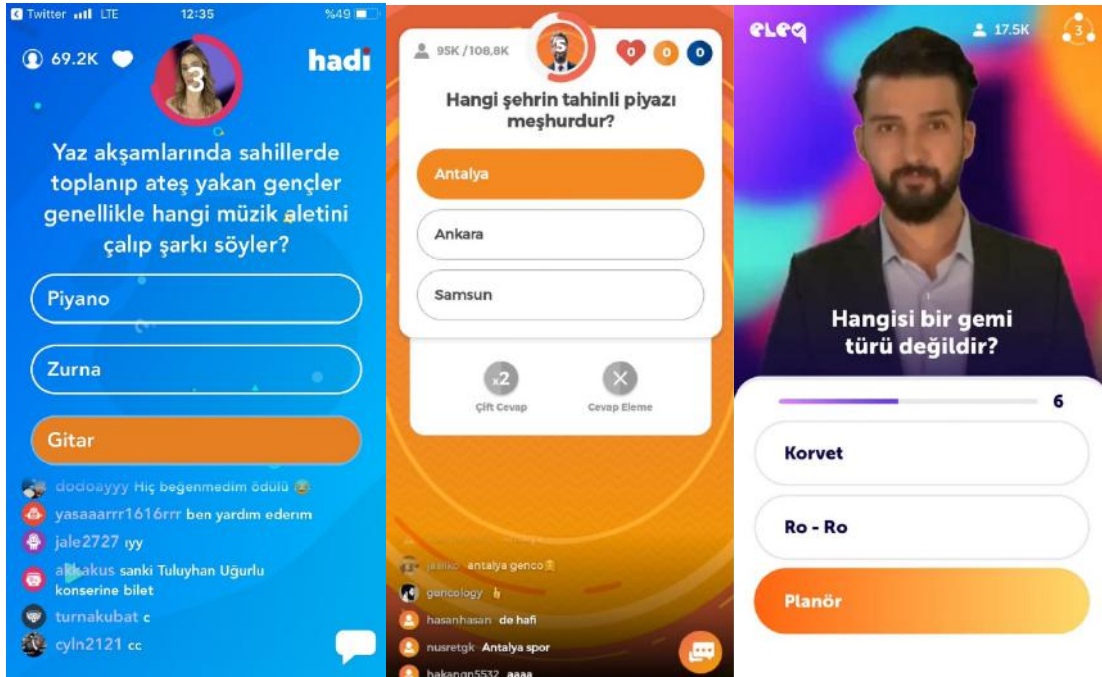 Twitter LTE 12:35 %49
69.2K
3
hadi
Yaz akşamlarında sahillerde
toplanıp ateş yakan gençler
genellikle hangi müzik aletini
çalıp şarkı söyler?
Piyano
Zurna
Gitar
dodoayyy Hiç beğenmedim ödülü
yasaaarrr1616rrr ben yardım ederım
jale2727 ıyy
akkakus sanki Tuluyhan Uğurlu
konserine bilet
turnakubat c
cyln2121 cc
95K /108,8K
5
0 0 0
Hangi şehrin tahinli piyazı
meşhurdur?
Antalya
Ankara
Samsun
x2
Çift Cevap
Cevap Eleme
antalya genco
gencology
hasanhasan de hafi
nusretgk Antalya spor
hakangn5532 aaaa
eleq
17.5K
3
1
Hangisi bir gemi
türü değildir?
6
Korvet
Ro - Ro
Planör